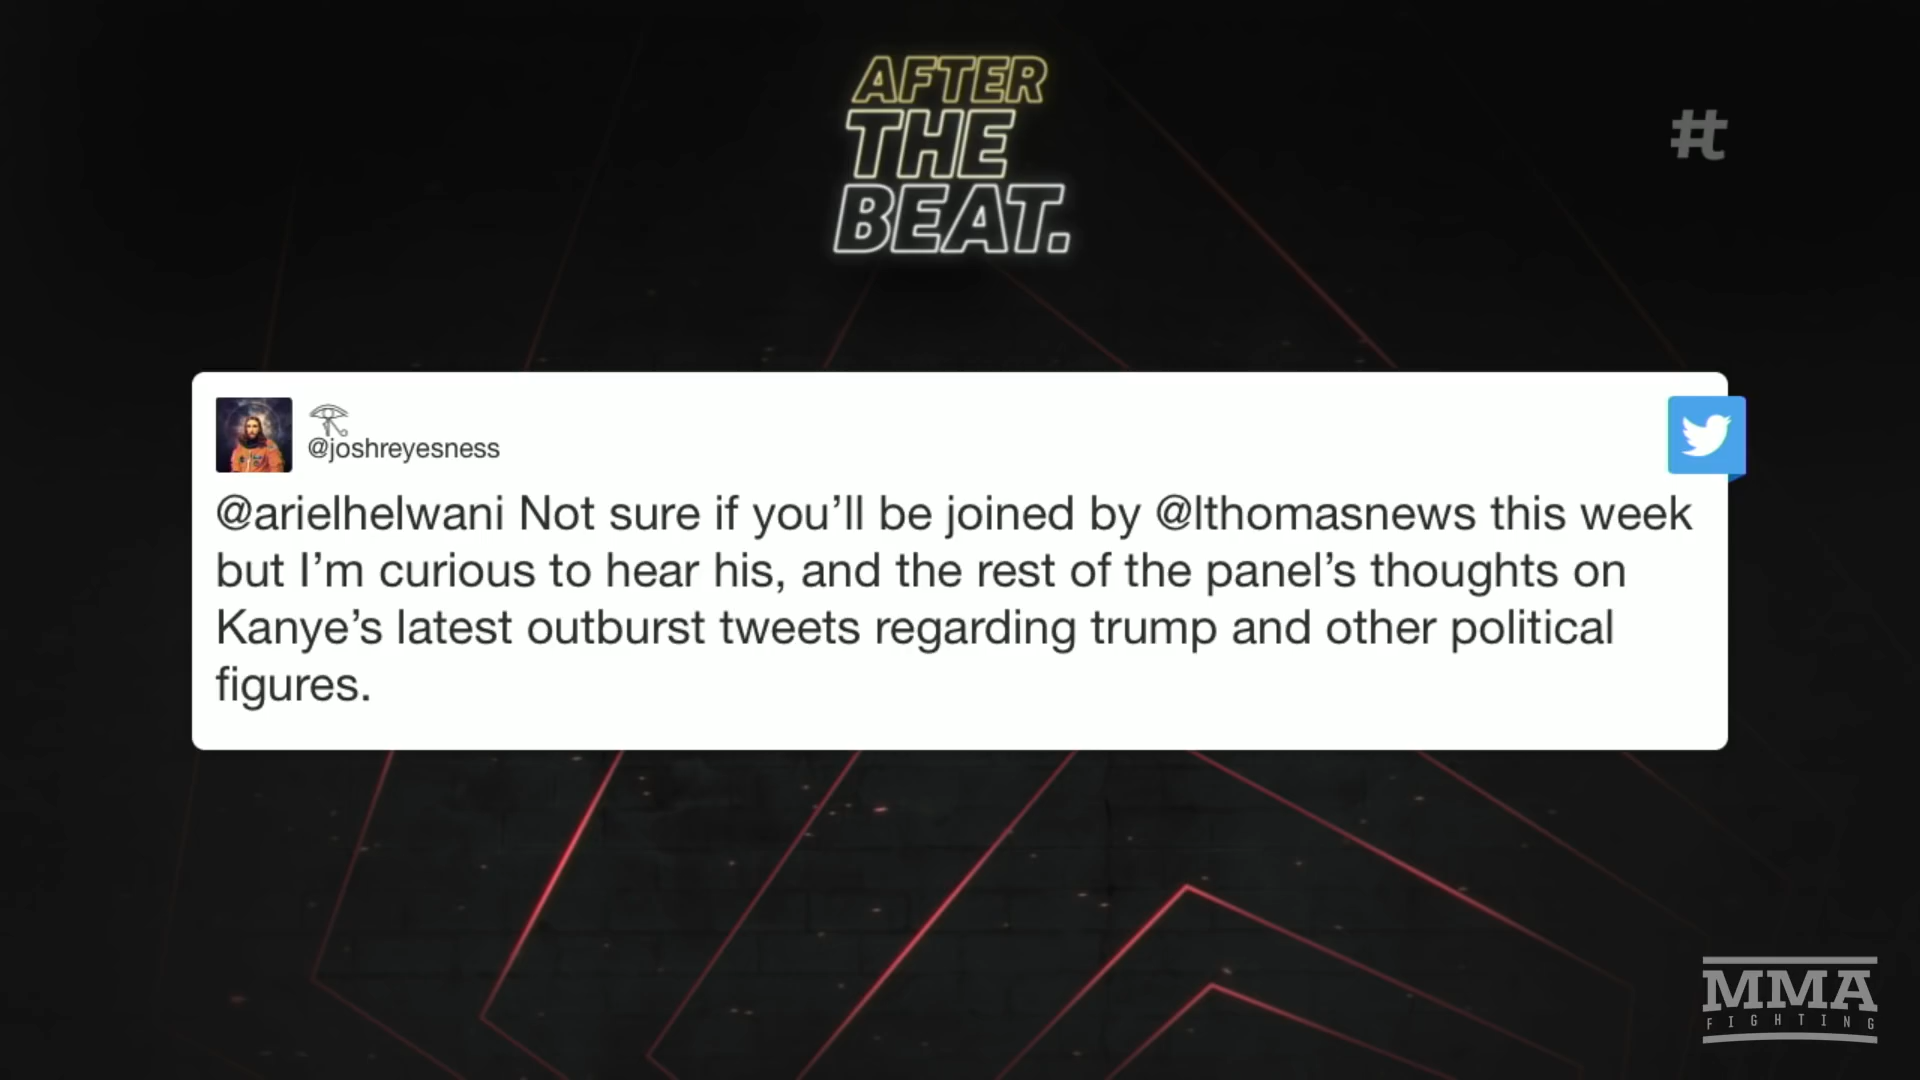 AFTER
THE
BEAT.
#t
@joshreyesness
@arielhelwani Not sure if you’ll be joined by @lthomasnews this week
but I’m curious to hear his, and the rest of the panel’s thoughts on
Kanye’s latest outburst tweets regarding trump and other political
figures.
MMA
FIGHTING